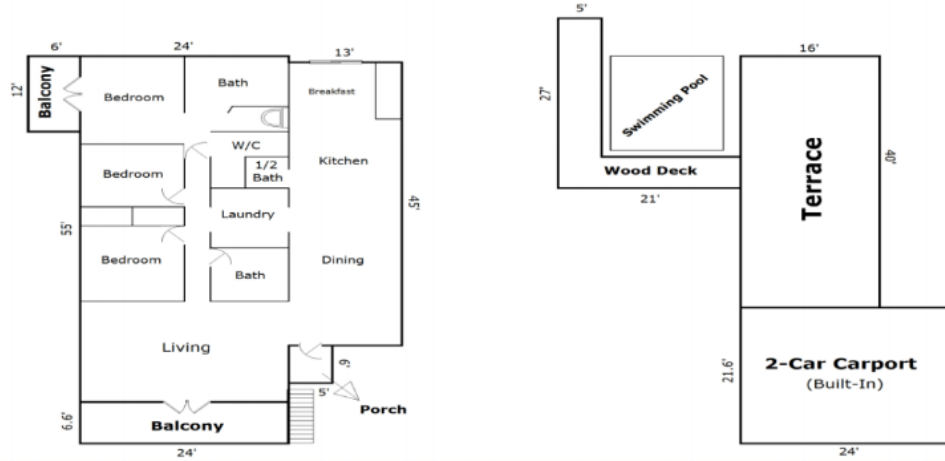 5'
6'
24'
13'
16'
12'
Balcony
Bedroom
Bath
Breakfast
27'
Swimming Pool
W/C
1/2
Bath
Kitchen
Bedroom
Wood Deck
Terrace
40'
21'
55'
Laundry
45'
Bedroom
Bath
Dining
Living
6'
5'
Porch
21.6'
2-Car Carport
(Built-In)
6.6'
Balcony
24'
24'